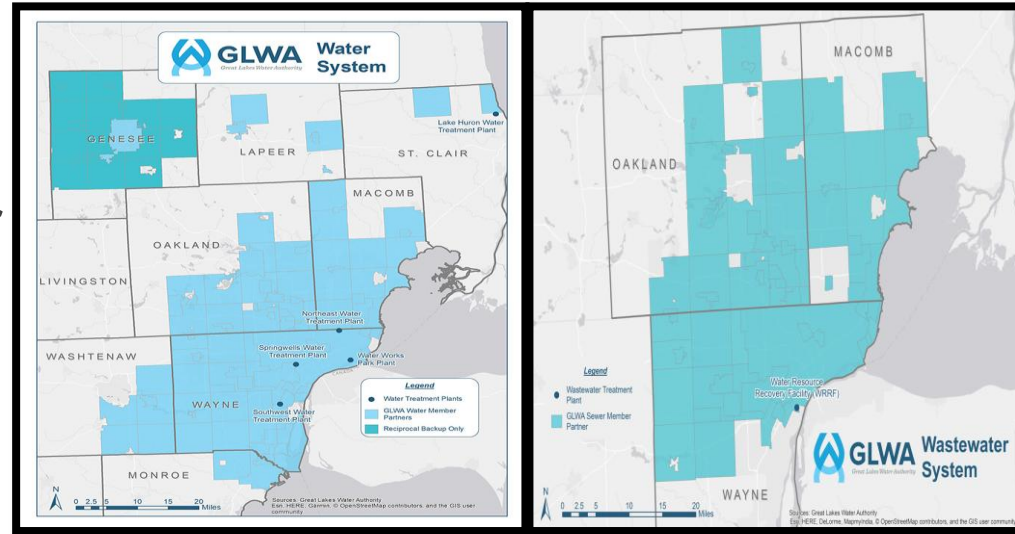 GLWA
Great Lakes Water Authority
Water
System
GENESEE
LAPEER
ST. CLAIR
Lake Huron Water
Treatment Plant
MACOMB
OAKLAND
LIVINGSTON
Northeast Water
Treatment Plant
WASHTENAW
Springwells Water
Treatment Plant
Water Works
Park Plant
WAYNE
Southwest Water
Treatment Plant
Legend
Water Treatment Plants
GLWA Water Member
Partners
Reciprocal Backup Only
MONROE
N
0 2.5 5 10 15 20
Miles
Sources: Great Lakes Water Authority
Esri, HERE, Garmin, © OpenStreetMap contributors, and the GIS user
community
MACOMB
OAKLAND
Legend
Wastewater Treatment
Plant
GLWA Sewer Member
Partner
Water Resource
Recovery Facility (WRRF)
GLWA
Great Lakes Water Authority
Wastewater
System
WAYNE
N
0 2.5 5 10 15 20
Miles
Sources: Great Lakes Water Authority
Esri, HERE, DeLorme, MapmyIndia, © OpenStreetMap contributors, and the GIS user community